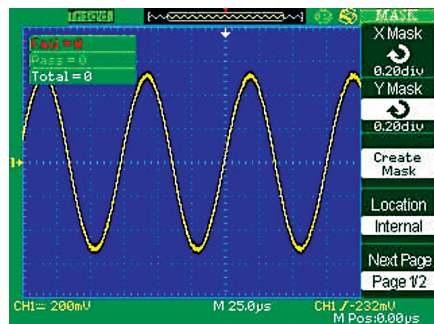 MASK
Fail=0
Pass=0
Total=0
X Mask
0.20div
Y Mask
0.20div
Create
Mask
Location
Internal
Next Page
Page 1/2
1
CH1 200mV
M 25.0µs
CH1 -232mV
M Pos:0.00µs